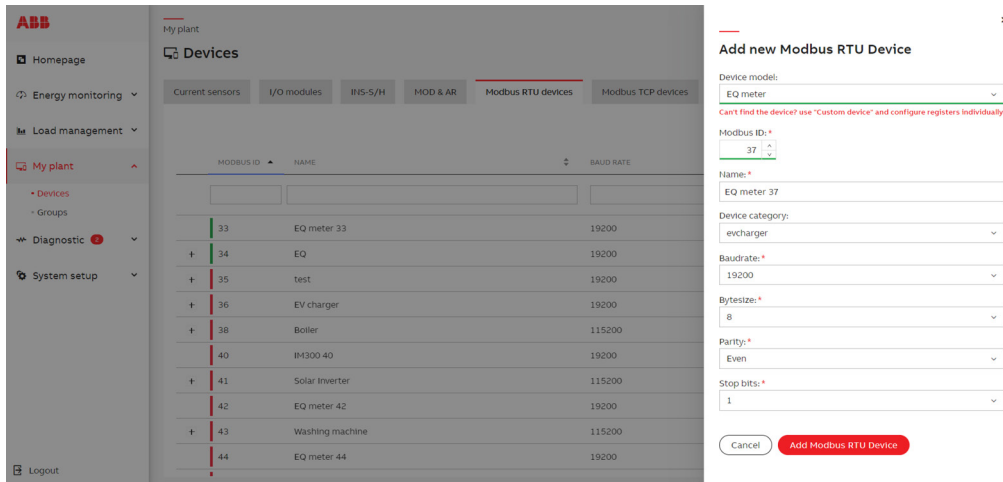 ABB
Homepage
Energy monitoring
Load management
My plant
• Devices
• Groups
Diagnostic 2
System setup
Logout
My plant
Devices
Current sensors I/O modules INS-S/H MOD & AR Modbus RTU devices Modbus TCP devices
MODBUS ID NAME BAUD RATE
33 EQ meter 33 19200
+ 34 EQ 19200
+ 35 test 19200
+ 36 EV charger 19200
+ 38 Boiler 115200
40 IM300 40 19200
+ 41 Solar Inverter 115200
42 EQ meter 42 19200
+ 43 Washing machine 115200
44 EQ meter 44 19200
Add new Modbus RTU Device
Device model:
EQ meter
Can't find the device? use "Custom device" and configure registers individually
Modbus ID: *
37
Name: *
EQ meter 37
Device category:
evcharger
Baudrate: *
19200
Bytesize: *
8
Parity: *
Even
Stop bits: *
1
Cancel Add Modbus RTU Device